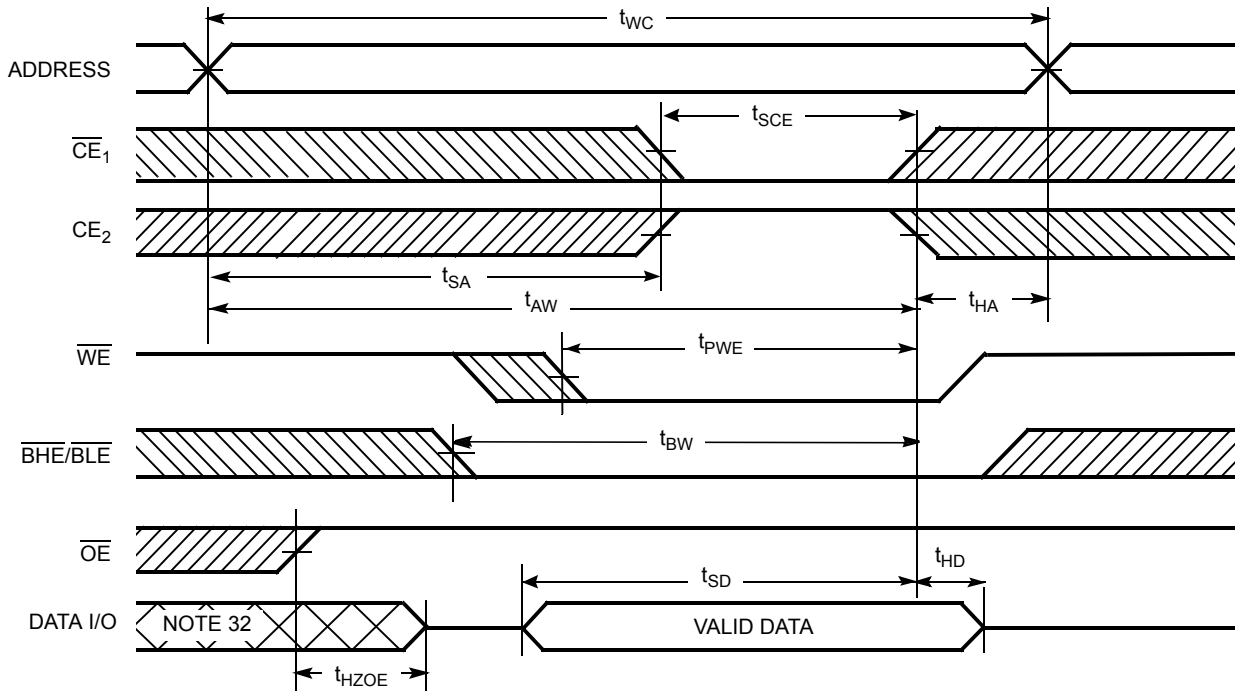 tWC
ADDRESS
tSCE
CE1
CE2
tSA
tAW
tHA
WE
tPWE
BHE/BLE
tBW
OE
tHD
tSD
DATA I/O
NOTE 32
VALID DATA
tHZOE